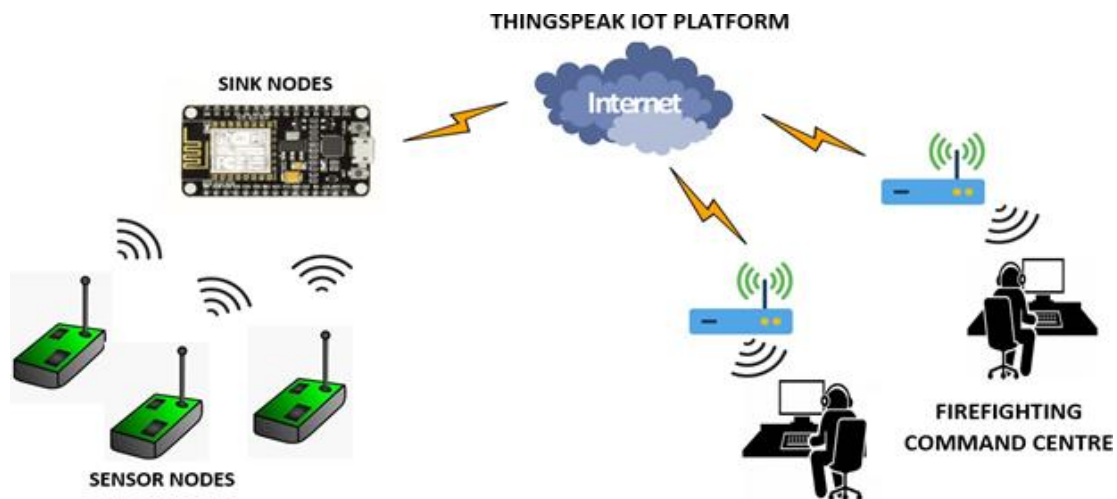 THINGSPEAK IOT PLATFORM
SINK NODES
Internet
SENSOR NODES
FIREFIGHTING
COMMAND CENTRE